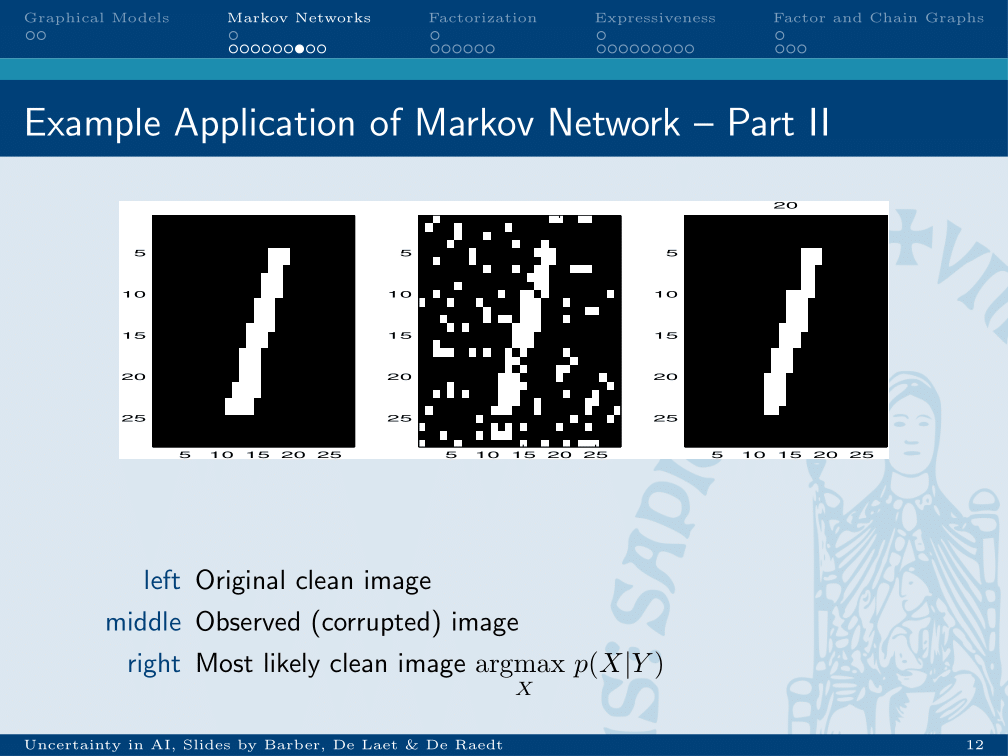 Graphical Models Markov Networks Factorization Expressiveness Factor and Chain Graphs
Example Application of Markov Network – Part II
20
5 5 5
10 10 10
15 15 15
20 20 20
25 25 25
5 10 15 20 25 5 10 15 20 25 5 10 15 20 25
left Original clean image
middle Observed (corrupted) image
right Most likely clean image argmax p(X|Y)
X
Uncertainty in AI, Slides by Barber, De Laet & De Raedt 12